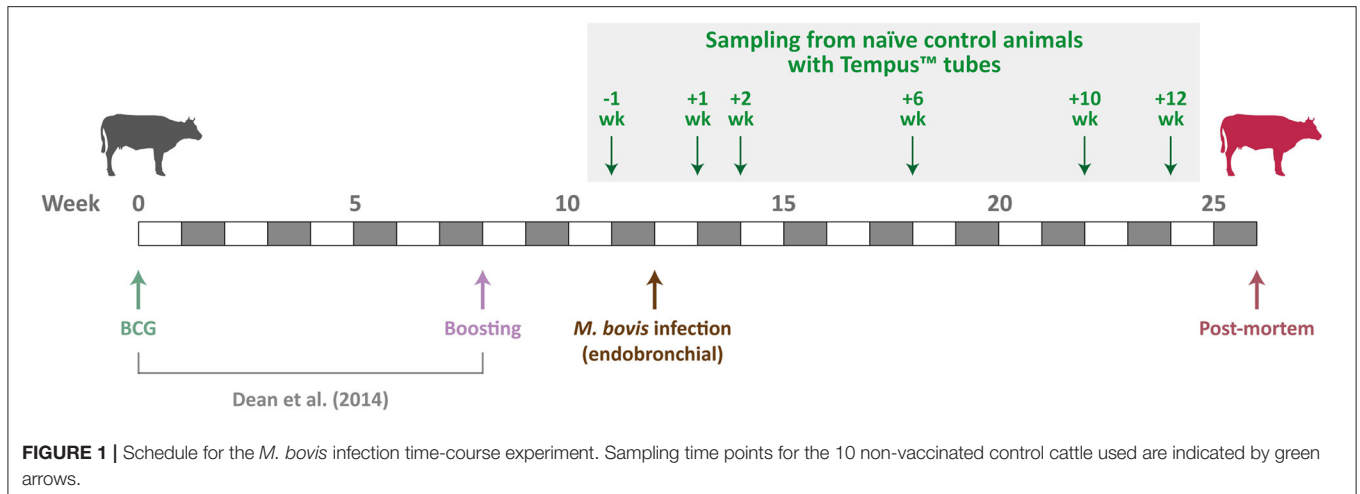 Sampling from naïve control animals
with Tempus™ tubes
-1 +1 +2 +6 +10 +12
wk wk wk wk wk wk
Week 0 5 10 15 20 25
BCG Boosting M. bovis infection Post-mortem
(endobronchial)
Dean et al. (2014)
FIGURE 1 | Schedule for the M. bovis infection time-course experiment. Sampling time points for the 10 non-vaccinated control cattle used are indicated by green
arrows.